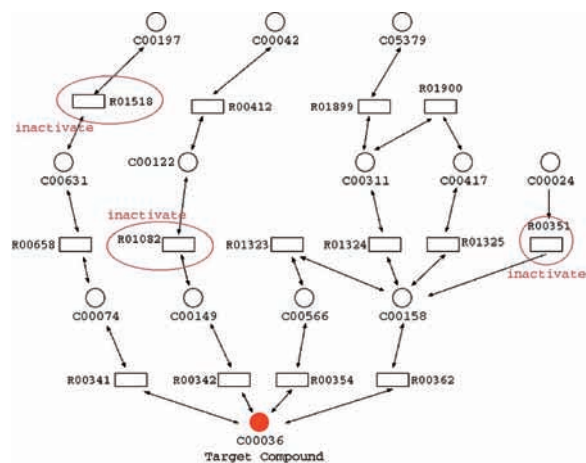 C00197
C00042
C05379
R01518
R00412
R01899
R01900
inactivate
C00631
C00122
C00311
C00417
C00024
inactivate
R00351
R00658
R01082
R01323
R01324
R01325
inactivate
C00074
C00149
C00566
C00158
R00341
R00342
R00354
R00362
C00036
Target Compound